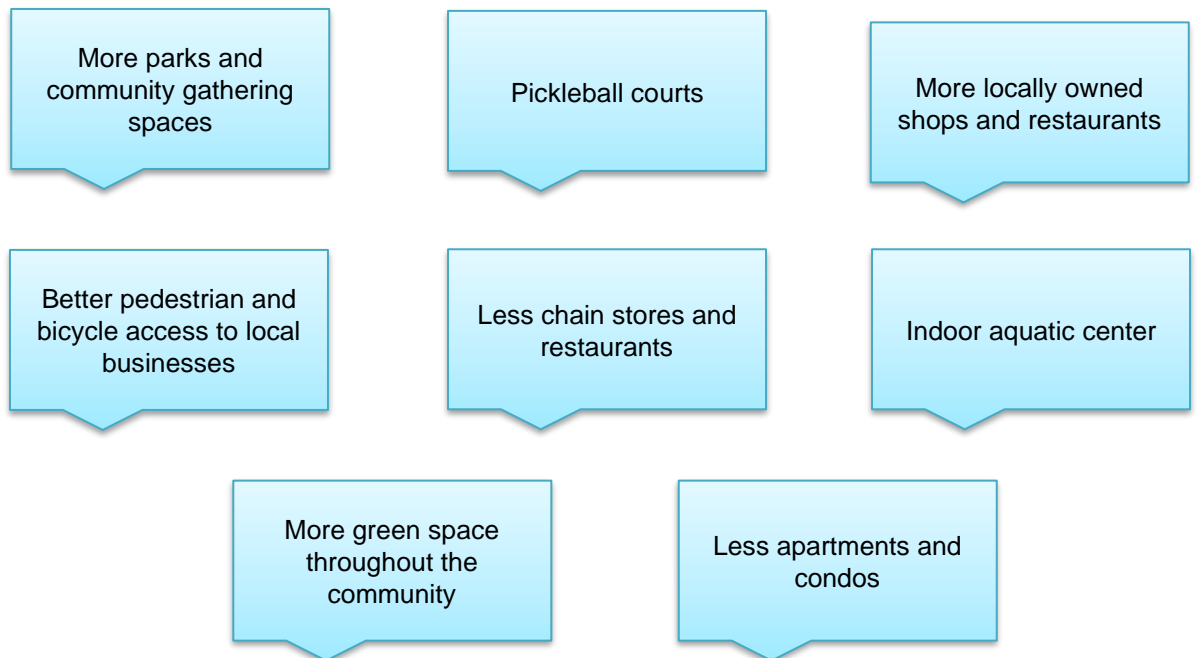 More parks and
community gathering
spaces
Pickleball courts
More locally owned
shops and restaurants
Better pedestrian and
bicycle access to local
businesses
Less chain stores and
restaurants
Indoor aquatic center
More green space
throughout the
community
Less apartments and
condos